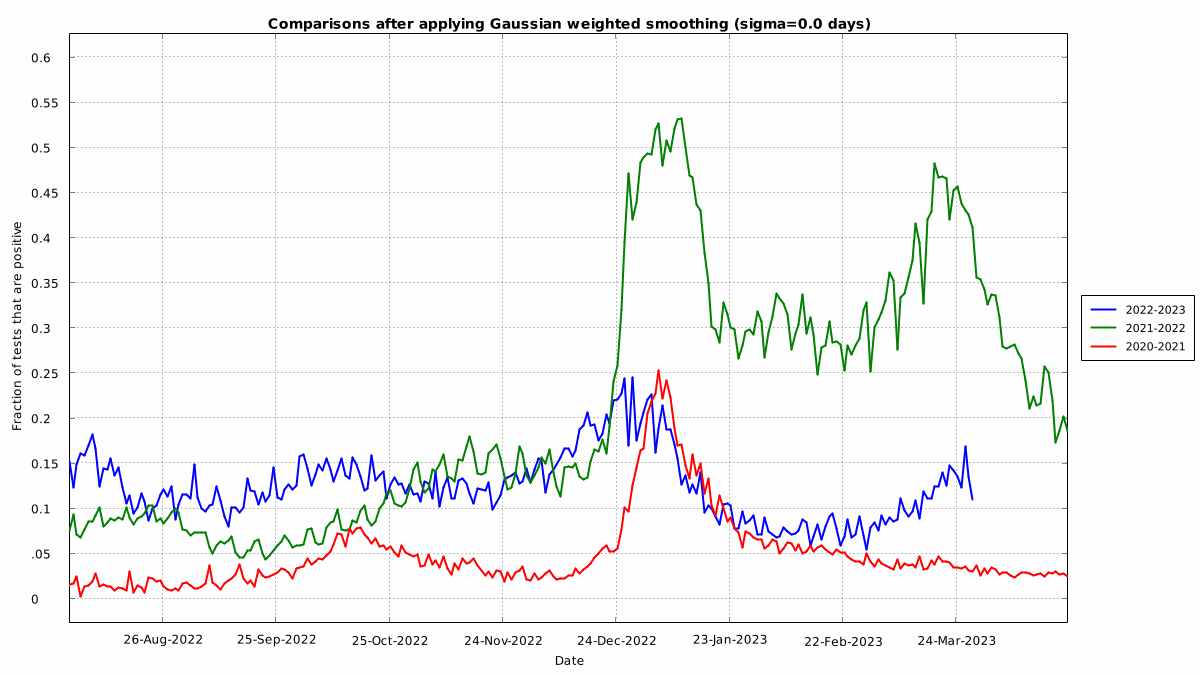 Comparisons after applying Gaussian weighted smoothing (sigma=0.0 days)
0.6
0.55
0.5
0.45
0.4
0.35
0.3
0.25
0.2
0.15
0.1
.05
0
Fraction of tests that are positive
26-Aug-2022
25-Sep-2022
25-Oct-2022
24-Nov-2022
24-Dec-2022
23-Jan-2023
22-Feb-2023
24-Mar-2023
Date
2022-2023
2021-2022
2020-2021